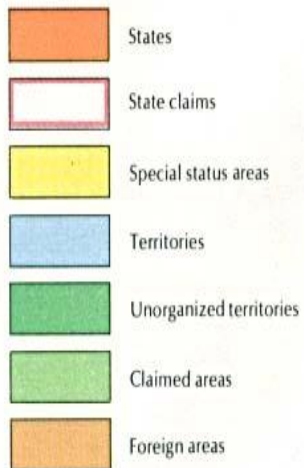 States
State claims
Special status areas
Territories
Unorganized territories
Claimed areas
Foreign areas